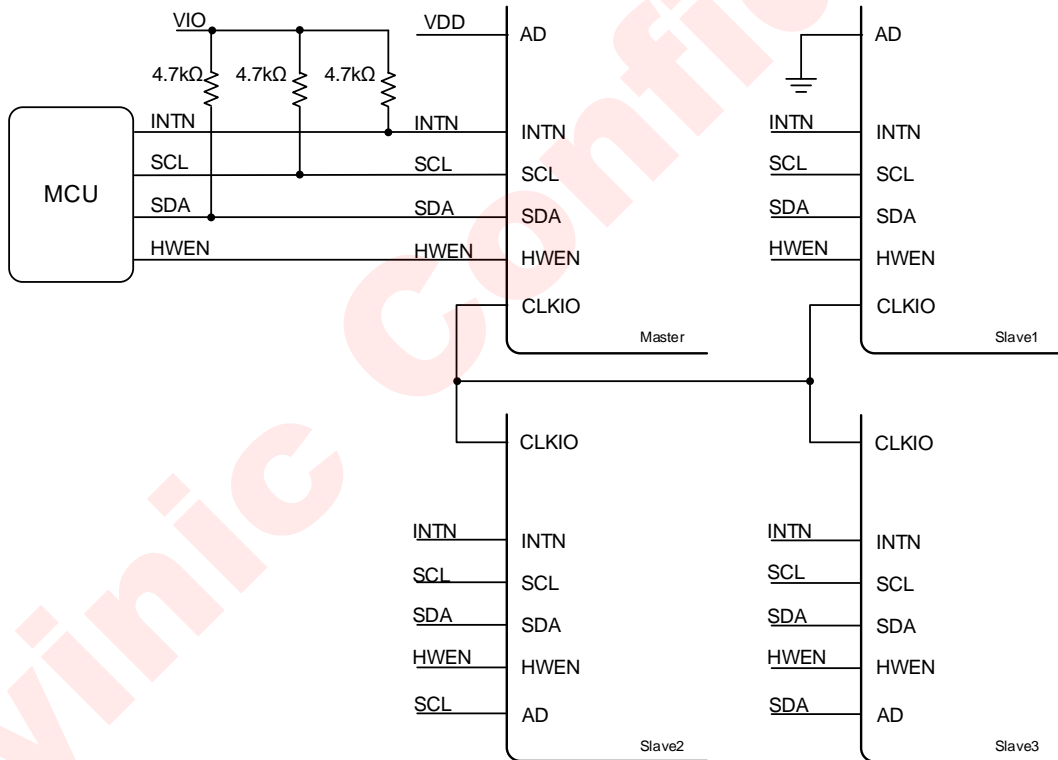 VIO
VDD
AD
AD
4.7kΩ
4.7kΩ
4.7kΩ
MCU
INTN
INTN
INTN
INTN
INTN
SCL
SCL
SCL
SCL
SCL
SDA
SDA
SDA
SDA
SDA
HWEN
HWEN
HWEN
HWEN
HWEN
CLKIO
CLKIO
Master
Slave1
CLKIO
CLKIO
INTN
INTN
INTN
INTN
SCL
SCL
SCL
SCL
SDA
SDA
SDA
SDA
HWEN
HWEN
HWEN
HWEN
SCL
AD
SDA
AD
Slave2
Slave3
vinic Confi